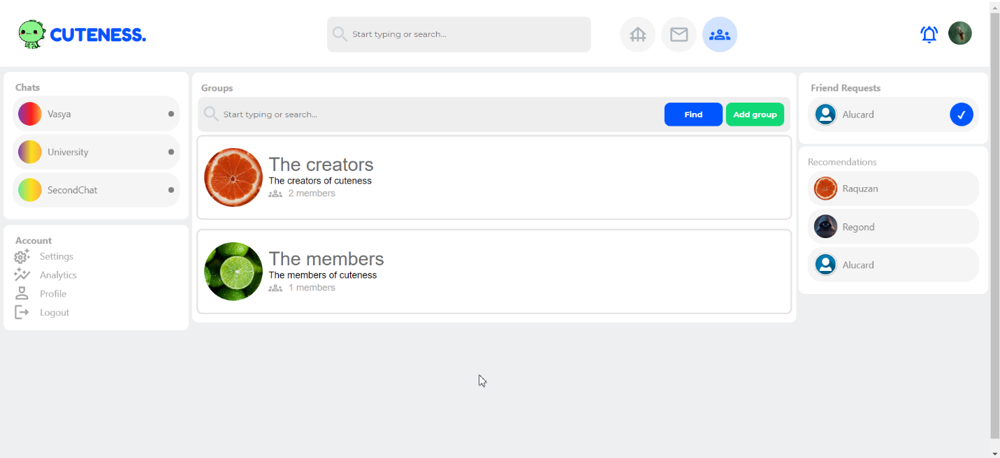 CUTENESS.
Start typing or search...
Chats
Vasya
University
SecondChat
Account
Settings
Analytics
Profile
Logout
Groups
Start typing or search...
Find
Add group
The creators
The creators of cuteness
2 members
The members
The members of cuteness
1 members
Friend Requests
Alucard
Recomendations
Raquzan
Regond
Alucard